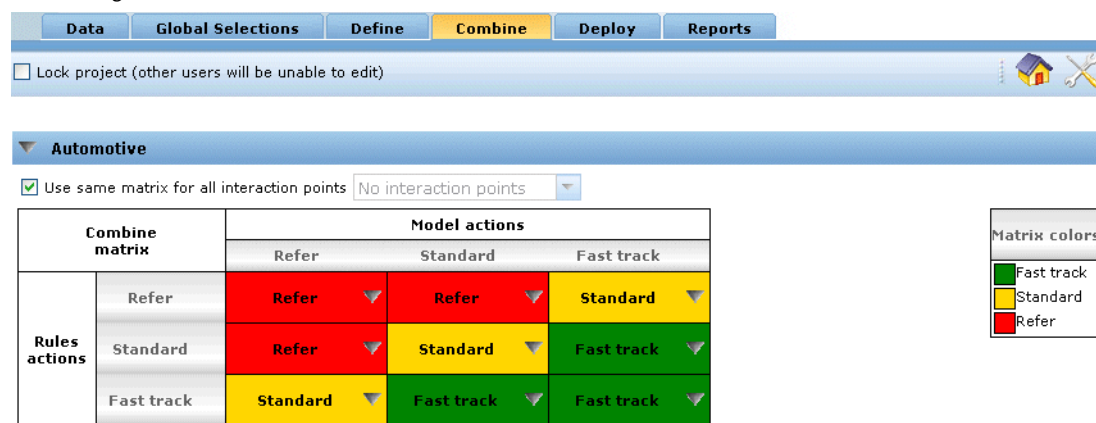 Data Global Selections Define Combine Deploy Reports
Lock project (other users will be unable to edit)
Automotive
Use same matrix for all interaction points No interaction points
Combine matrix
Model actions
Refer Standard Fast track
Matrix colors
Fast track
Standard
Refer
Rules actions
Refer Refer Refer Standard
Standard Refer Standard Fast track
Fast track Standard Fast track Fast track